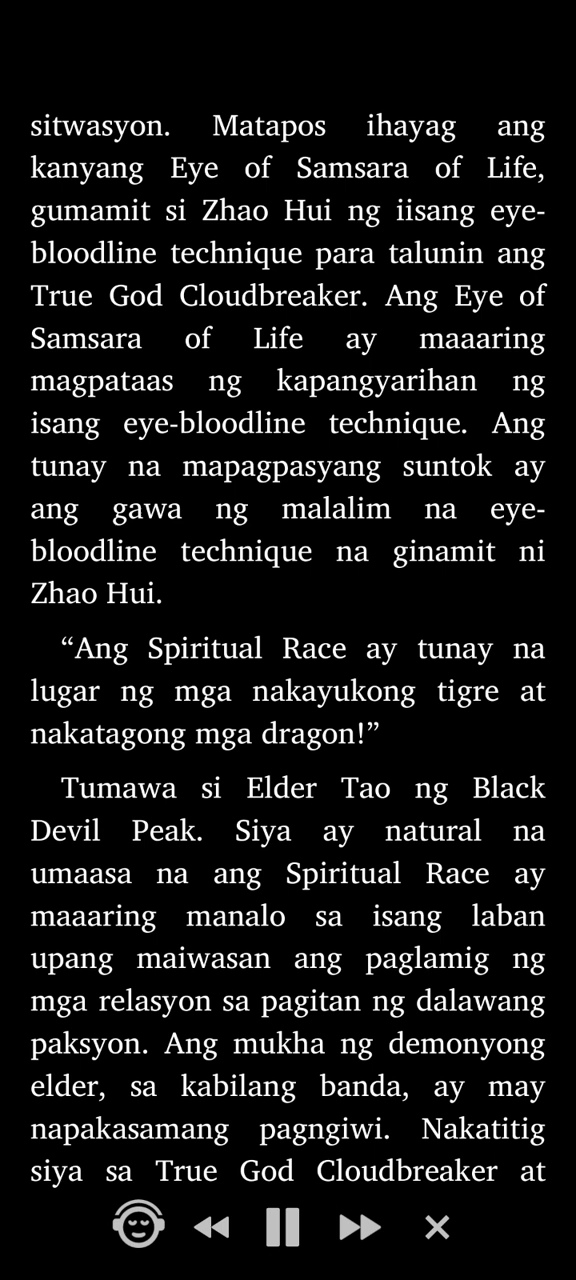 sitwasyon. Matapos ihayag ang
kanyang Eye of Samsara of Life,
gumamit si Zhao Hui ng iisang eye-
bloodline technique para talunin ang
True God Cloudbreaker. Ang Eye of
Samsara of Life ay maaaring
magpataas ng kapangyarihan ng
isang eye-bloodline technique. Ang
tunay na mapagpasyang suntok ay
ang gawa ng malalim na eye-
bloodline technique na ginamit ni
Zhao Hui.
“Ang Spiritual Race ay tunay na
lugar ng mga nakayukong tigre at
nakatagong mga dragon!”
Tumawa si Elder Tao ng Black
Devil Peak. Siya ay natural na
umaasa na ang Spiritual Race ay
maaaring manalo sa isang laban
upang maiwasan ang paglamig ng
mga relasyon sa pagitan ng dalawang
paksyon. Ang mukha ng demonyong
elder, sa kabilang banda, ay may
napakasamang pagngiwi. Nakatitig
siya sa True God Cloudbreaker at